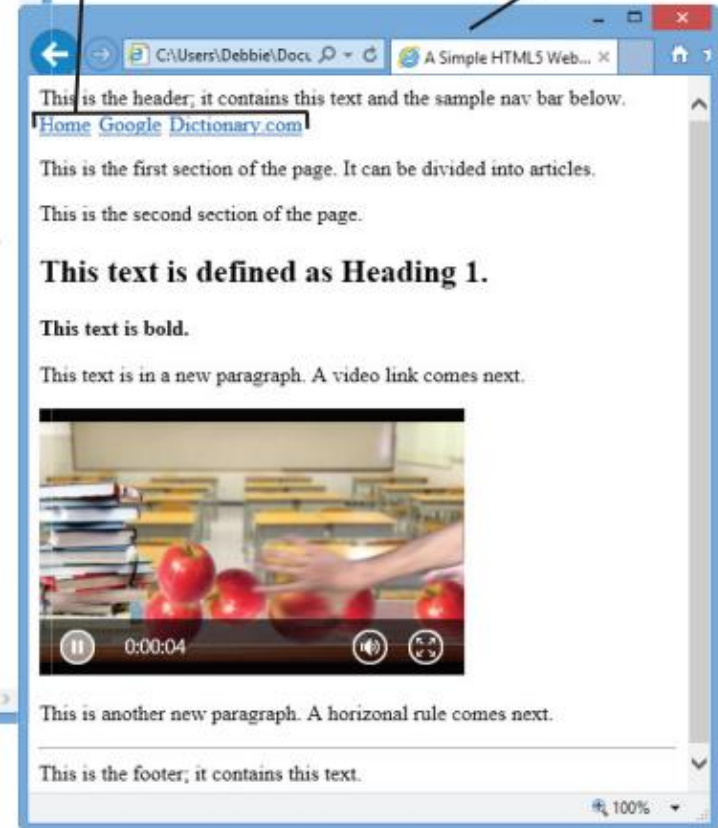 C:\Users\Debbie\Docu
A Simple HTML5 Web...
This is the header; it contains this text and the sample nav bar below.
Home Google Dictionary.com
This is the first section of the page. It can be divided into articles.
This is the second section of the page.
This text is defined as Heading 1.
This text is bold.
This text is in a new paragraph. A video link comes next.
0:00:04
This is another new paragraph. A horizonal rule comes next.
This is the footer; it contains this text.
100%